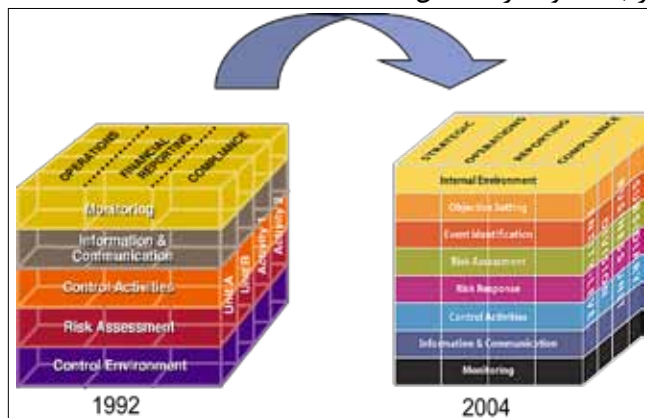 OPERATIONS
FINANCIAL
REPORTING
COMPLIANCE
Monitoring
Information &
Communication
Control Activities
Risk Assessment
Control Environment
Unit A
Unit B
Activity 1
Activity 2
1992
STRATEGIC
OPERATIONS
REPORTING
COMPLIANCE
Internal Environment
Objective Setting
Event Identification
Risk Assessment
Risk Response
Control Activities
Information & Communication
Monitoring
2004